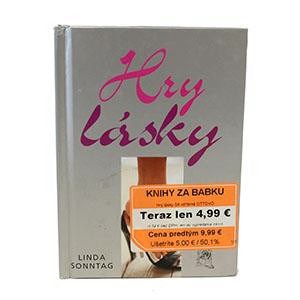 Hry
lásky
KNIHY ZA BABKU
Teraz len 4,99 €
Cena predtým 9,99 €
Ušetríte 5,00 € / 50,1%
LINDA
SONNTAG